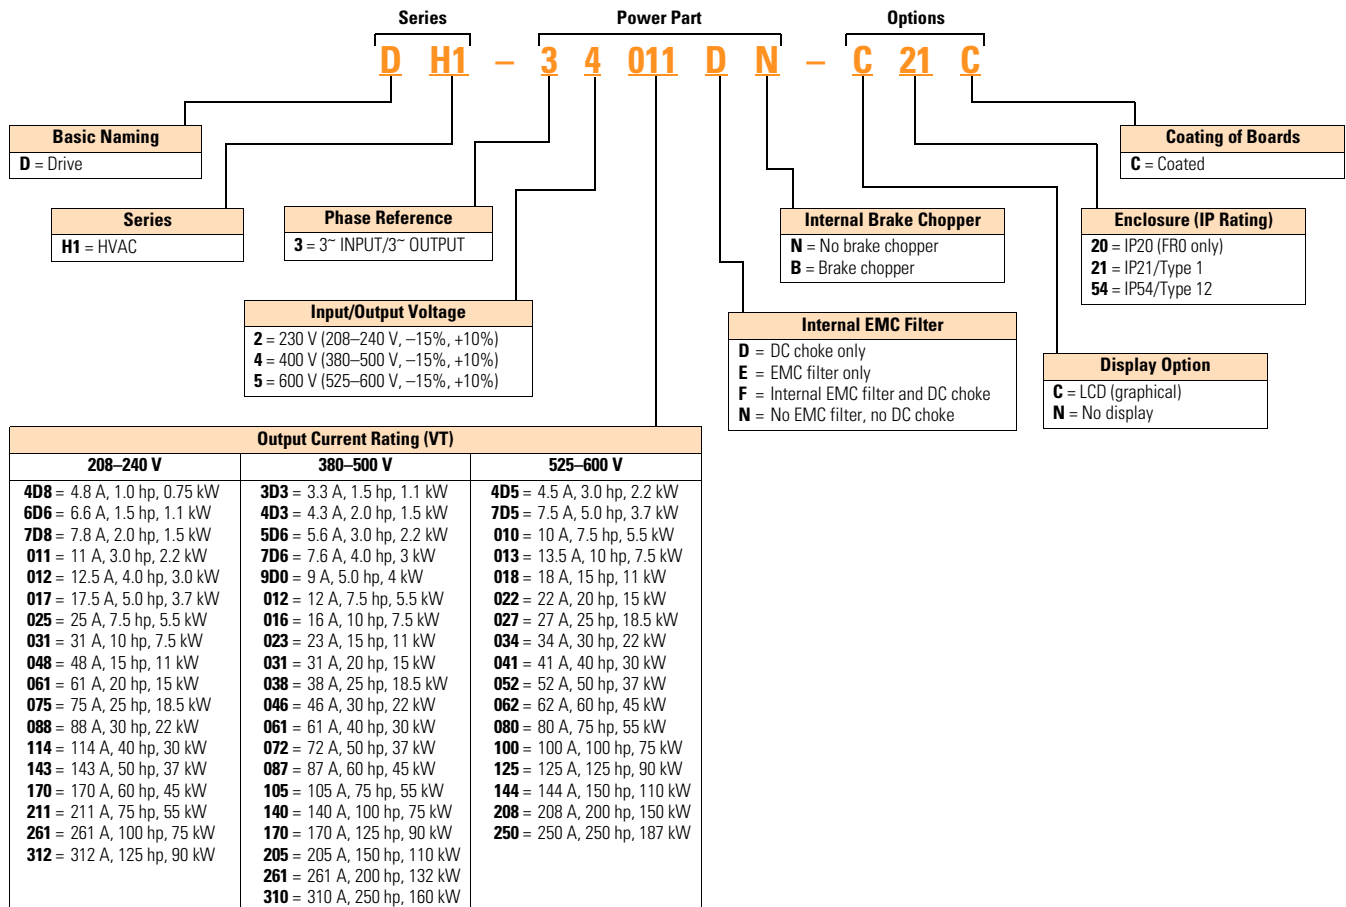 Series Power Part Options
D H1 – 3 4 011 D N – C 21 C
Basic Naming
D = Drive
Series
H1 = HVAC
Phase Reference
3 = 3~ INPUT/3~ OUTPUT
Input/Output Voltage
2 = 230 V (208–240 V, –15%, +10%)
4 = 400 V (380–500 V, –15%, +10%)
5 = 600 V (525–600 V, –15%, +10%)
Internal Brake Chopper
N = No brake chopper
B = Brake chopper
Internal EMC Filter
D = DC choke only
E = EMC filter only
F = Internal EMC filter and DC choke
N = No EMC filter, no DC choke
Coating of Boards
C = Coated
Enclosure (IP Rating)
20 = IP20 (FR0 only)
21 = IP21/Type 1
54 = IP54/Type 12
Display Option
C = LCD (graphical)
N = No display
Output Current Rating (VT)
208–240 V
4D8 = 4.8 A, 1.0 hp, 0.75 kW
6D6 = 6.6 A, 1.5 hp, 1.1 kW
7D8 = 7.8 A, 2.0 hp, 1.5 kW
011 = 11 A, 3.0 hp, 2.2 kW
012 = 12.5 A, 4.0 hp, 3.0 kW
017 = 17.5 A, 5.0 hp, 3.7 kW
025 = 25 A, 7.5 hp, 5.5 kW
031 = 31 A, 10 hp, 7.5 kW
048 = 48 A, 15 hp, 11 kW
061 = 61 A, 20 hp, 15 kW
075 = 75 A, 25 hp, 18.5 kW
088 = 88 A, 30 hp, 22 kW
114 = 114 A, 40 hp, 30 kW
143 = 143 A, 50 hp, 37 kW
170 = 170 A, 60 hp, 45 kW
211 = 211 A, 75 hp, 55 kW
261 = 261 A, 100 hp, 75 kW
312 = 312 A, 125 hp, 90 kW
380–500 V
3D3 = 3.3 A, 1.5 hp, 1.1 kW
4D3 = 4.3 A, 2.0 hp, 1.5 kW
5D6 = 5.6 A, 3.0 hp, 2.2 kW
7D6 = 7.6 A, 4.0 hp, 3 kW
9D0 = 9 A, 5.0 hp, 4 kW
012 = 12 A, 7.5 hp, 5.5 kW
016 = 16 A, 10 hp, 7.5 kW
023 = 23 A, 15 hp, 11 kW
031 = 31 A, 20 hp, 15 kW
038 = 38 A, 25 hp, 18.5 kW
046 = 46 A, 30 hp, 22 kW
061 = 61 A, 40 hp, 30 kW
072 = 72 A, 50 hp, 37 kW
087 = 87 A, 60 hp, 45 kW
105 = 105 A, 75 hp, 55 kW
140 = 140 A, 100 hp, 75 kW
170 = 170 A, 125 hp, 90 kW
205 = 205 A, 150 hp, 110 kW
261 = 261 A, 200 hp, 132 kW
310 = 310 A, 250 hp, 160 kW
525–600 V
4D5 = 4.5 A, 3.0 hp, 2.2 kW
7D5 = 7.5 A, 5.0 hp, 3.7 kW
010 = 10 A, 7.5 hp, 5.5 kW
013 = 13.5 A, 10 hp, 7.5 kW
018 = 18 A, 15 hp, 11 kW
022 = 22 A, 20 hp, 15 kW
027 = 27 A, 25 hp, 18.5 kW
034 = 34 A, 30 hp, 22 kW
041 = 41 A, 40 hp, 30 kW
052 = 52 A, 50 hp, 37 kW
062 = 62 A, 60 hp, 45 kW
080 = 80 A, 75 hp, 55 kW
100 = 100 A, 100 hp, 75 kW
125 = 125 A, 125 hp, 90 kW
144 = 144 A, 150 hp, 110 kW
208 = 208 A, 200 hp, 150 kW
250 = 250 A, 250 hp, 187 kW